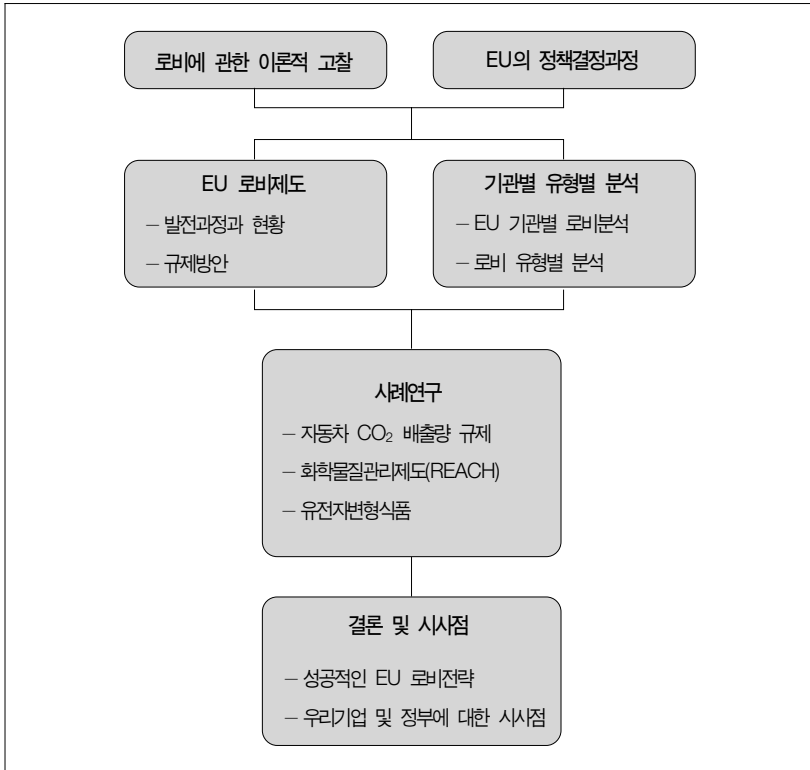 로비에 관한 이론적 고찰
EU의 정책결정과정
EU 로비제도
– 발전과정과 현황
– 규제방안
기관별 유형별 분석
– EU 기관별 로비분석
– 로비 유형별 분석
사례연구
– 자동차 CO₂ 배출량 규제
– 화학물질관리제도(REACH)
– 유전자변형식품
결론 및 시사점
– 성공적인 EU 로비전략
– 우리기업 및 정부에 대한 시사점